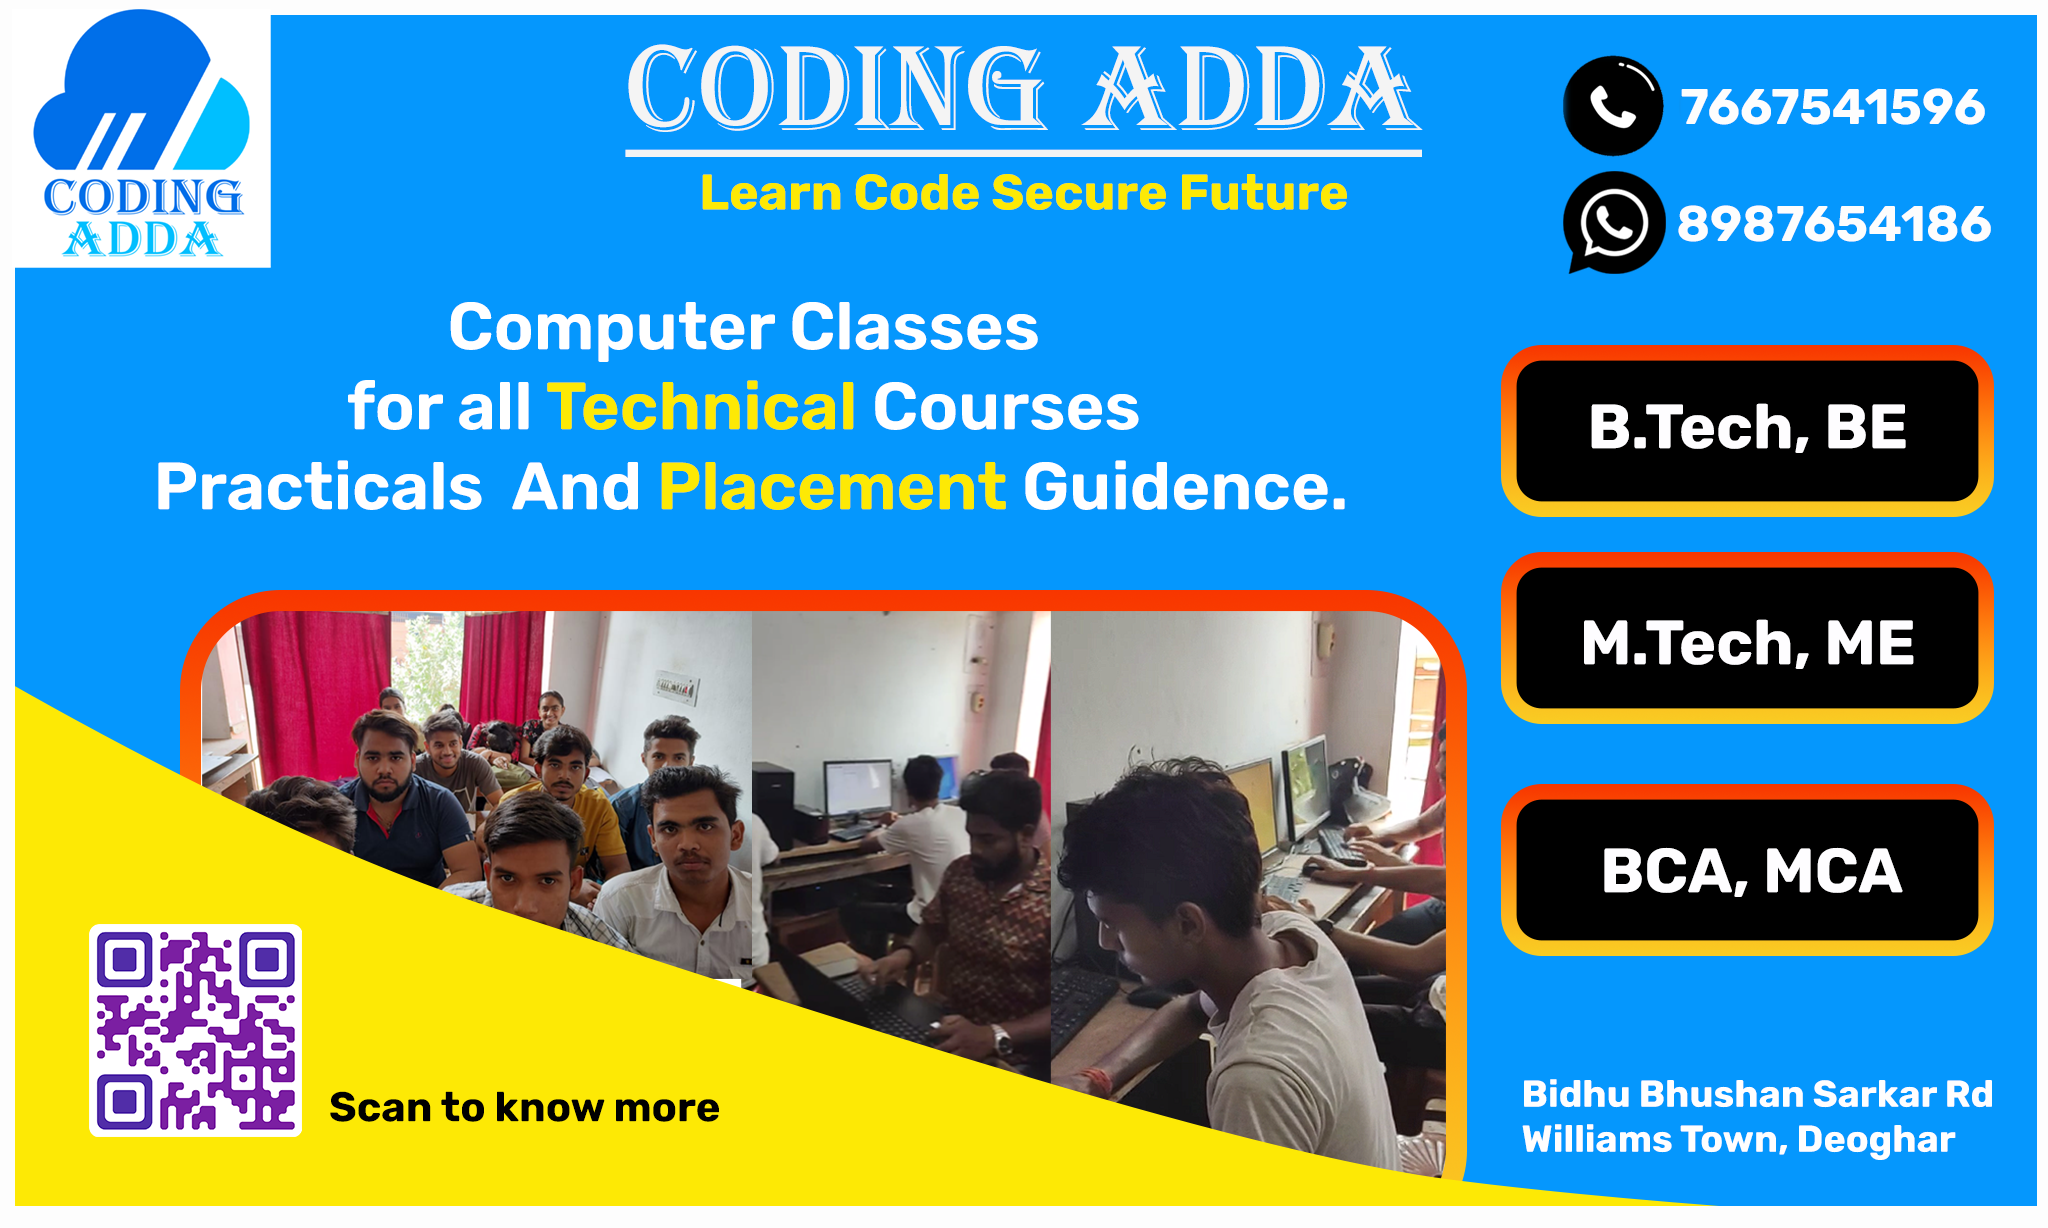 CODING
ADDA
CODING ADDA
Learn Code Secure Future
7667541596
8987654186
Computer Classes
for all Technical Courses
Practicals And Placement Guidence.
B.Tech, BE
M.Tech, ME
BCA, MCA
Scan to know more
Bidhu Bhushan Sarkar Rd
Williams Town, Deoghar